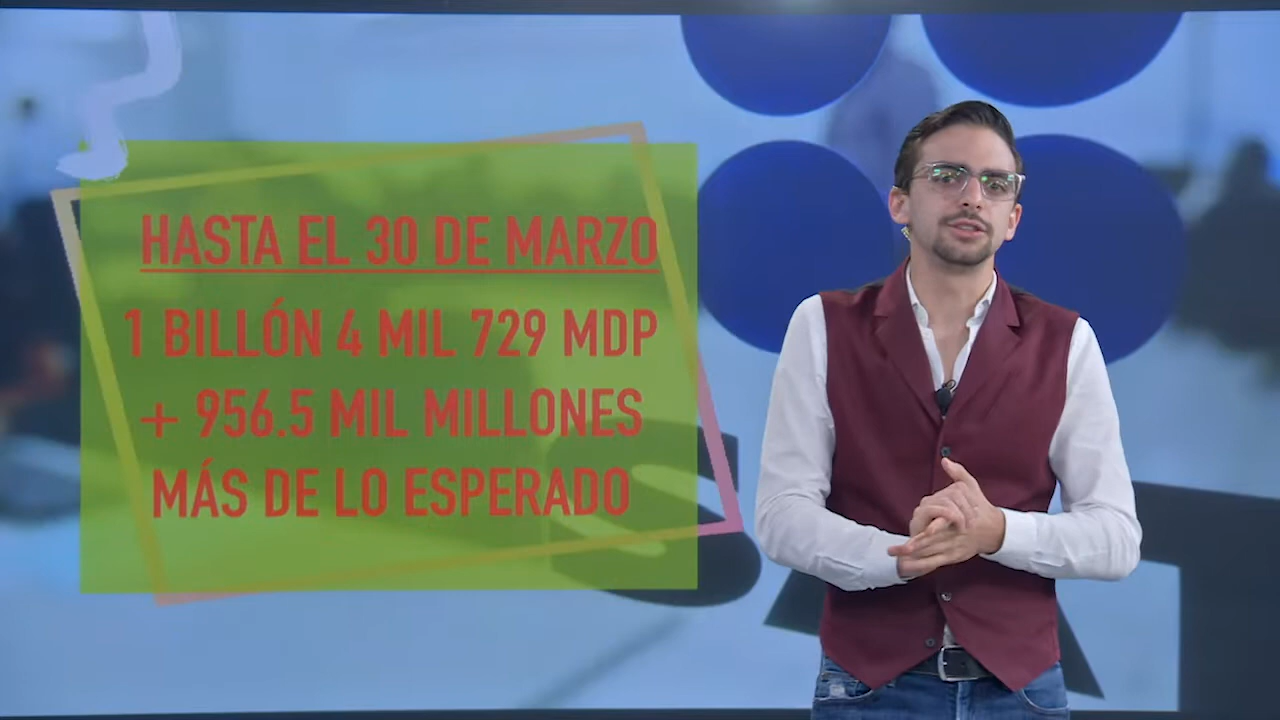 HASTA EL 30 DE MARZO
1 BILLÓN 4 MIL 729 MDP
+ 956.5 MIL MILLONES
MÁS DE LO ESPERADO